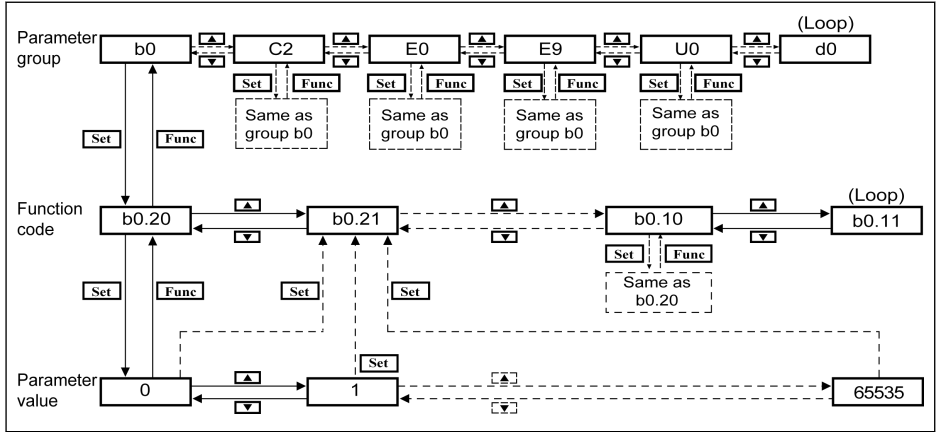 Parameter group
b0
▲
▼
C2
▲
▼
E0
▲
▼
E9
▲
▼
U0
▲
▼
(Loop)
d0
Set
Func
Set
Func
Set
Func
Set
Func
Same as
group b0
Same as
group b0
Same as
group b0
Same as
group b0
Set
Func
Function
code
b0.20
▲
▼
b0.21
▲
▼
b0.10
▲
▼
(Loop)
b0.11
Set
Func
Same as
b0.20
Set
Func
Set
Set
Set
Parameter
value
0
▲
▼
1
▲
▼
65535